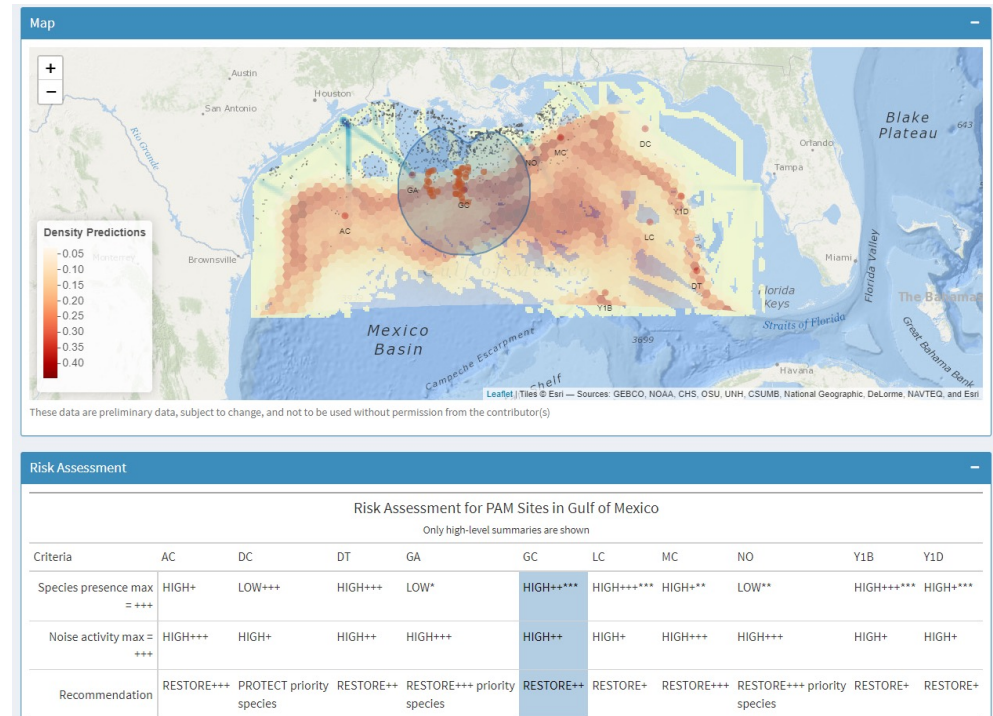 Map
−
+
−
Austin
Houston
San Antonio
Rio Grande
Brownsville
Orlando
Tampa
Miami
Blake
Plateau
643
DC
MC
NO
GA
GC
AC
Y1D
LC
DT
Y1B
Density Predictions
0.05
0.10
0.15
0.20
0.25
0.30
0.35
0.40
Mexico
Basin
Campeche Escarpment
3699
Florida Valley
lorida
Keys
Straits of Florida
Havana
Great Bahama Bank
Leaflet | Tiles © Esri — Sources: GEBCO, NOAA, CHS, OSU, UNH, CSUMB, National Geographic, DeLorme, NAVTEQ, and Esri
These data are preliminary data, subject to change, and not to be used without permission from the contributor(s)
Risk Assessment
−
Risk Assessment for PAM Sites in Gulf of Mexico
Only high-level summaries are shown
Criteria AC DC DT GA GC LC MC NO Y1B Y1D
Species presence max HIGH+ LOW+++ HIGH+++ LOW* HIGH++*** HIGH+++*** HIGH+** LOW** HIGH+++*** HIGH+***
= +++
Noise activity max = HIGH+++ HIGH+ HIGH++ HIGH+++ HIGH++ HIGH+ HIGH+++ HIGH+++ HIGH+ HIGH+
+++
Recommendation RESTORE+++ PROTECT priority RESTORE++ RESTORE+++ priority RESTORE++ RESTORE+ RESTORE+++ RESTORE+++ priority RESTORE+ RESTORE+
species species species